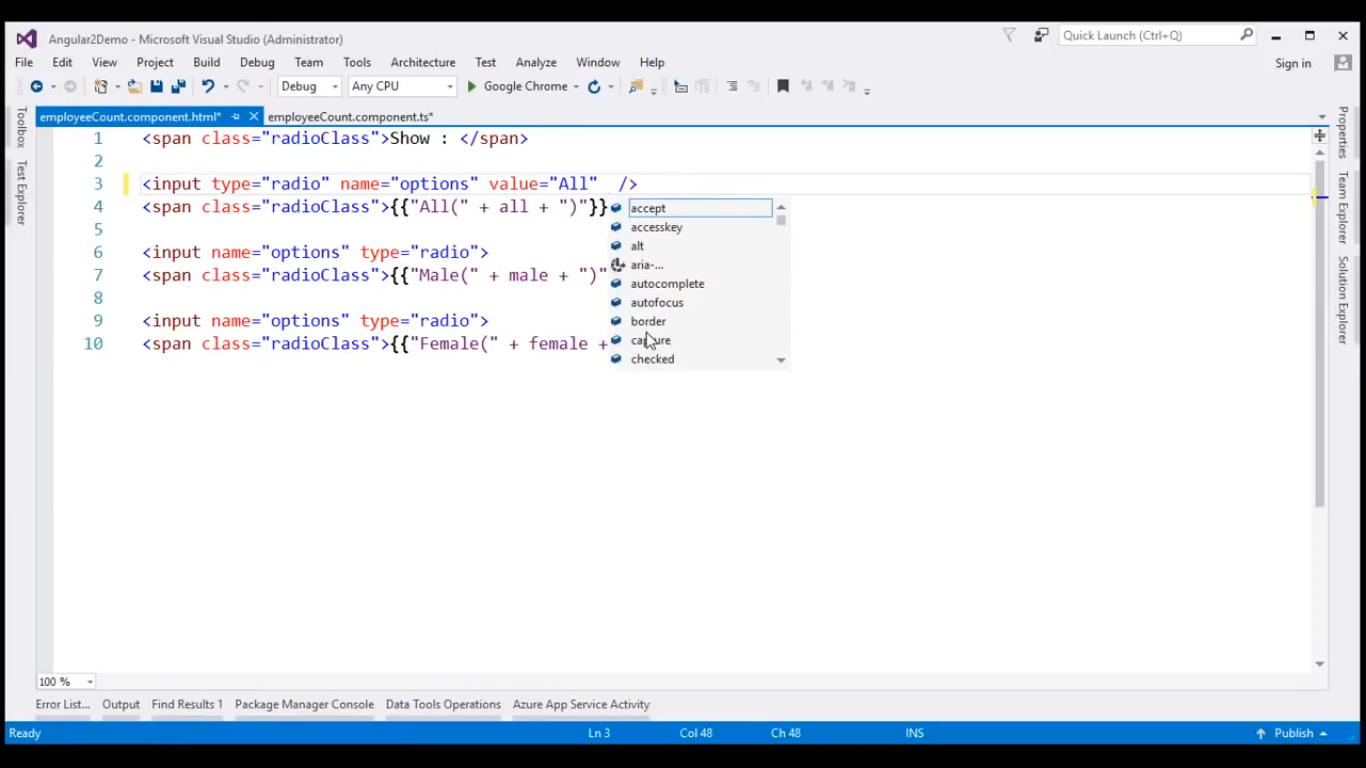 Angular2Demo - Microsoft Visual Studio (Administrator)
Quick Launch (Ctrl+Q)
File Edit View Project Build Debug Team Tools Architecture Test Analyze Window Help
Sign in
Debug Any CPU Google Chrome
employeeCount.component.html* employeeCount.component.ts*
Toolbox
Test Explorer
1 <span class="radioClass">Show : </span>
2
3 <input type="radio" name="options" value="All"  />
4 <span class="radioClass">{{"All(" + all + ")"}}
5
6 <input name="options" type="radio">
7 <span class="radioClass">{{"Male(" + male + ")"
8
9 <input name="options" type="radio">
10 <span class="radioClass">{{"Female(" + female +
accept
accesskey
alt
aria-...
autocomplete
autofocus
border
capture
checked
Properties
Team Explorer
Solution Explorer
100 %
Error List... Output Find Results 1 Package Manager Console Data Tools Operations Azure App Service Activity
Ready Ln 3 Col 48 Ch 48 INS Publish